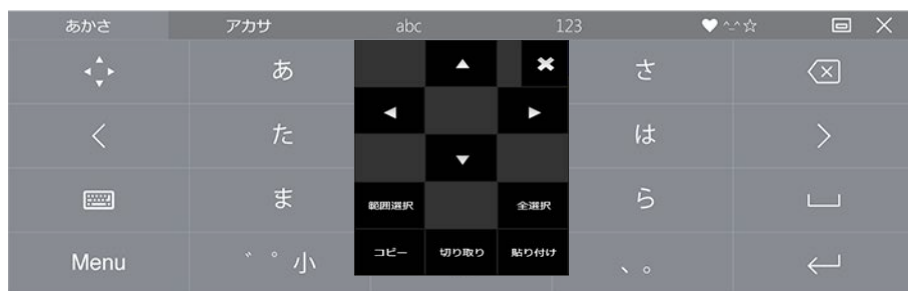 あかさ アカサ abc 123 ♥ ^-^☆
あ さ
た は
ま 範囲選択 全選択 ら
Menu ゛゜小 コピー 切り取り 貼り付け 、。